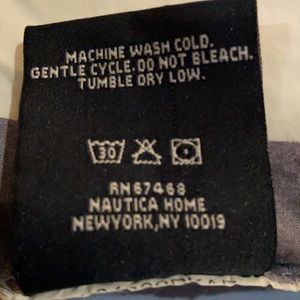 MACHINE WASH COLD.
GENTLE CYCLE. DO NOT BLEACH.
TUMBLE DRY LOW.
30
RN67468
NAUTICA HOME
NEWYORK, NY 10019